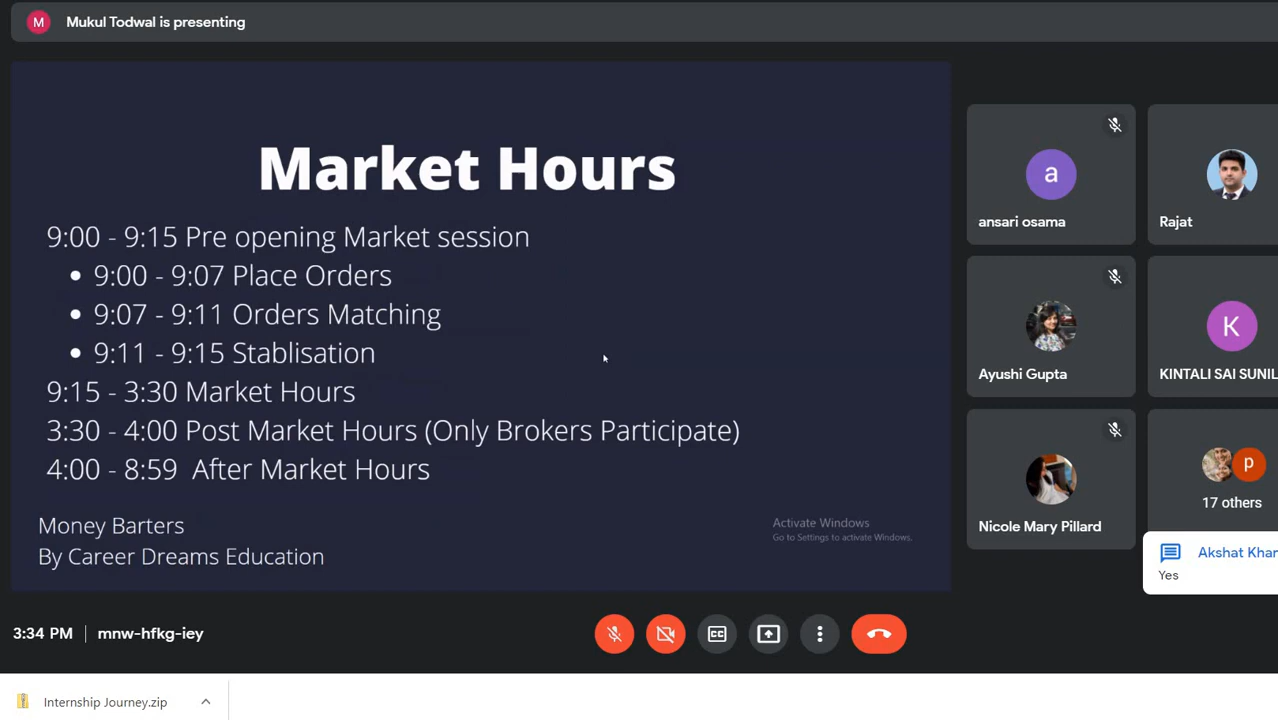 M Mukul Todwal is presenting
Market Hours
9:00 - 9:15 Pre opening Market session
• 9:00 - 9:07 Place Orders
• 9:07 - 9:11 Orders Matching
• 9:11 - 9:15 Stablisation
9:15 - 3:30 Market Hours
3:30 - 4:00 Post Market Hours (Only Brokers Participate)
4:00 - 8:59 After Market Hours
Money Barters
By Career Dreams Education
Activate Windows
Go to Settings to activate Windows.
a
ansari osama
Rajat
Ayushi Gupta
K
KINTALI SAI SUNIL
Nicole Mary Pillard
p
17 others
Akshat Khar
Yes
3:34 PM | mnw-hfkg-iey
CC
Internship Journey.zip